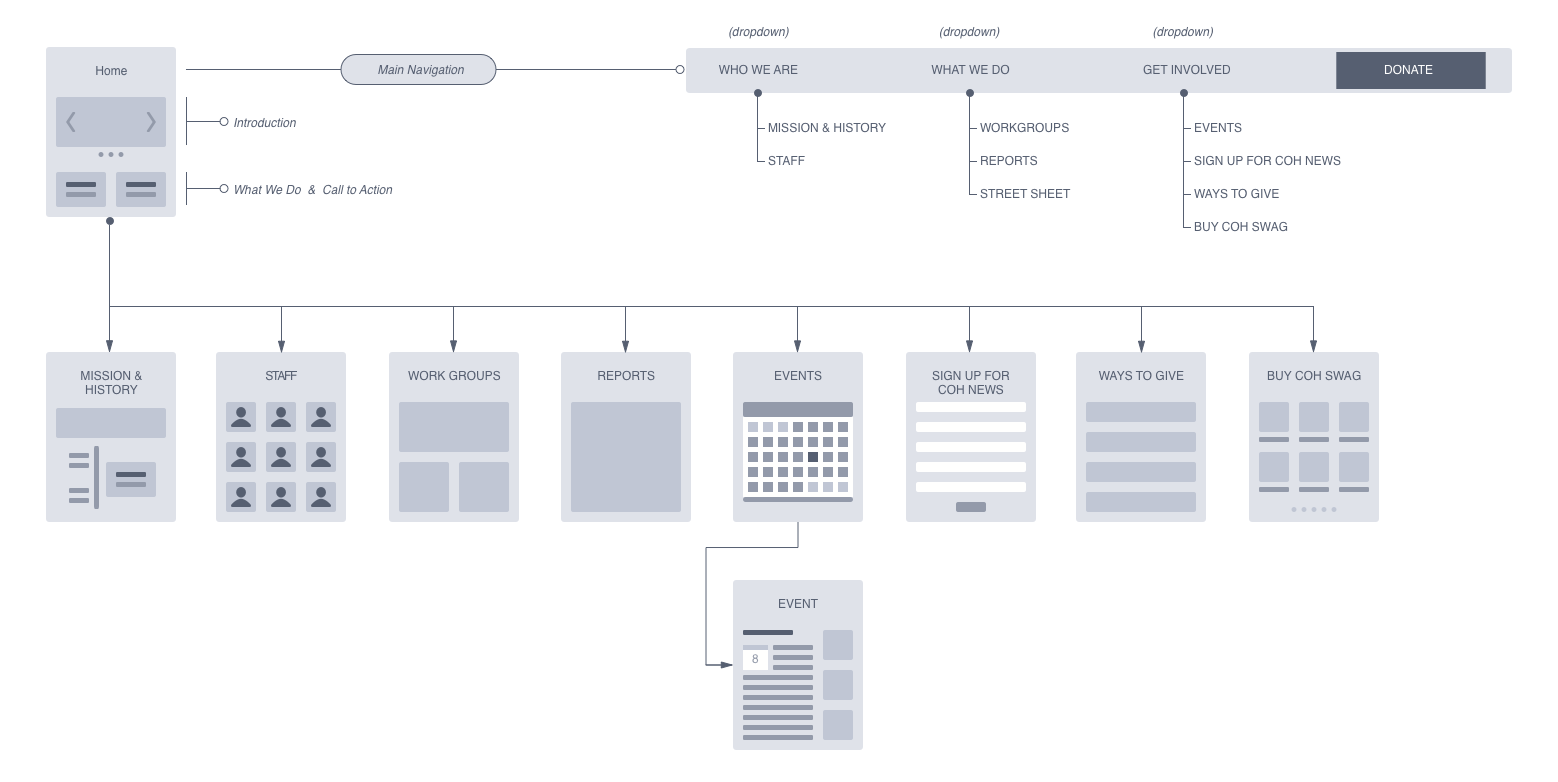 (dropdown)
(dropdown)
(dropdown)
Home
Main Navigation
WHO WE ARE
WHAT WE DO
GET INVOLVED
DONATE
Introduction
What We Do & Call to Action
MISSION & HISTORY
STAFF
WORKGROUPS
REPORTS
STREET SHEET
EVENTS
SIGN UP FOR COH NEWS
WAYS TO GIVE
BUY COH SWAG
MISSION &
HISTORY
STAFF
WORK GROUPS
REPORTS
EVENTS
SIGN UP FOR
COH NEWS
WAYS TO GIVE
BUY COH SWAG
EVENT
8